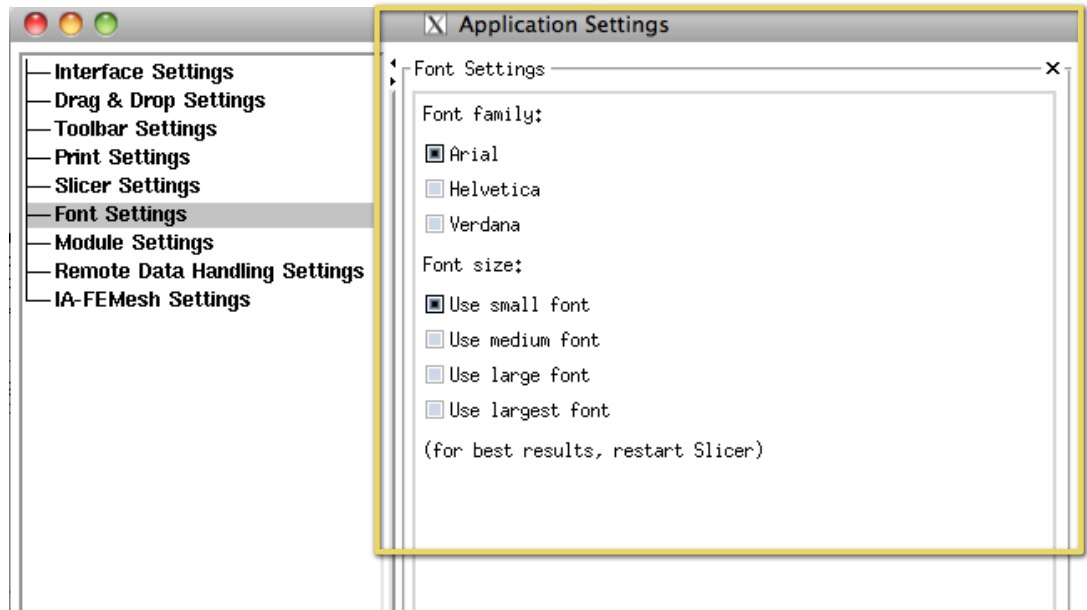 Application Settings
Interface Settings
Drag & Drop Settings
Toolbar Settings
Print Settings
Slicer Settings
Font Settings
Module Settings
Remote Data Handling Settings
IA-FEMesh Settings
Font Settings
Font family:
Arial
Helvetica
Verdana
Font size:
Use small font
Use medium font
Use large font
Use largest font
(for best results, restart Slicer)